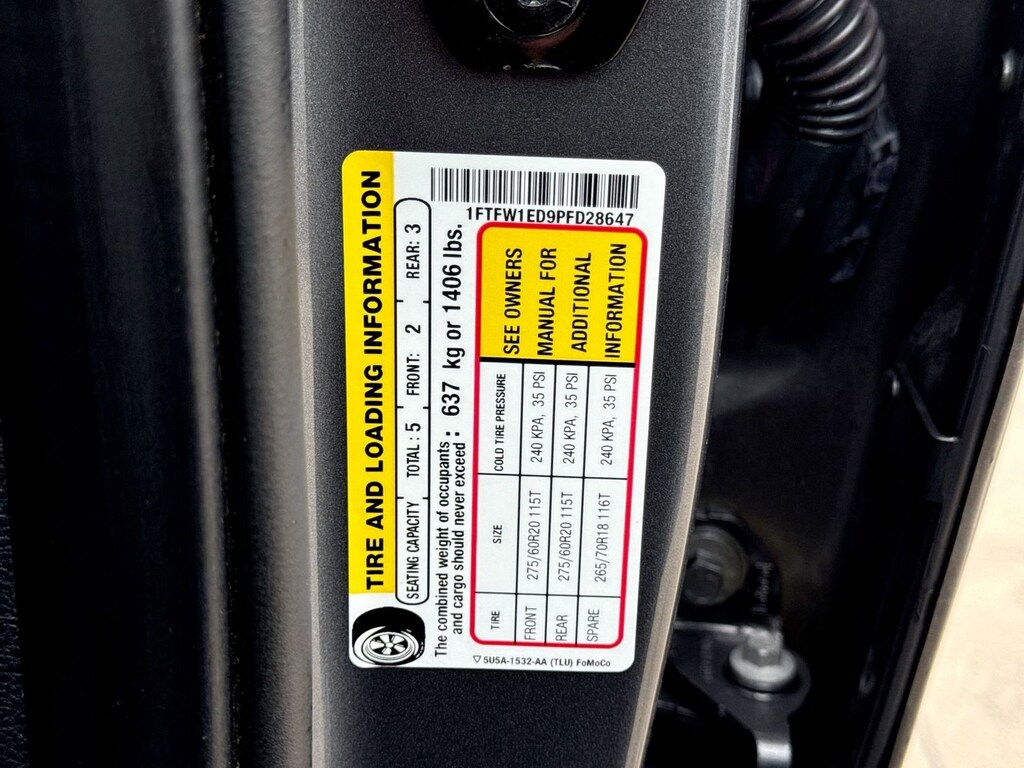 TIRE AND LOADING INFORMATION
SEATING CAPACITY TOTAL : 5 FRONT: 2 REAR: 3
The combined weight of occupants
and cargo should never exceed : 637 kg or 1406 lbs.
1FTFW1ED9PFD28647
TIRE SIZE COLD TIRE PRESSURE
FRONT 275/60R20 115T 240 KPA, 35 PSI
REAR 275/60R20 115T 240 KPA, 35 PSI
SPARE 265/70R18 116T 240 KPA, 35 PSI
SEE OWNERS
MANUAL FOR
ADDITIONAL
INFORMATION
▽ 5U5A-1532-AA (TLU) FoMoCo